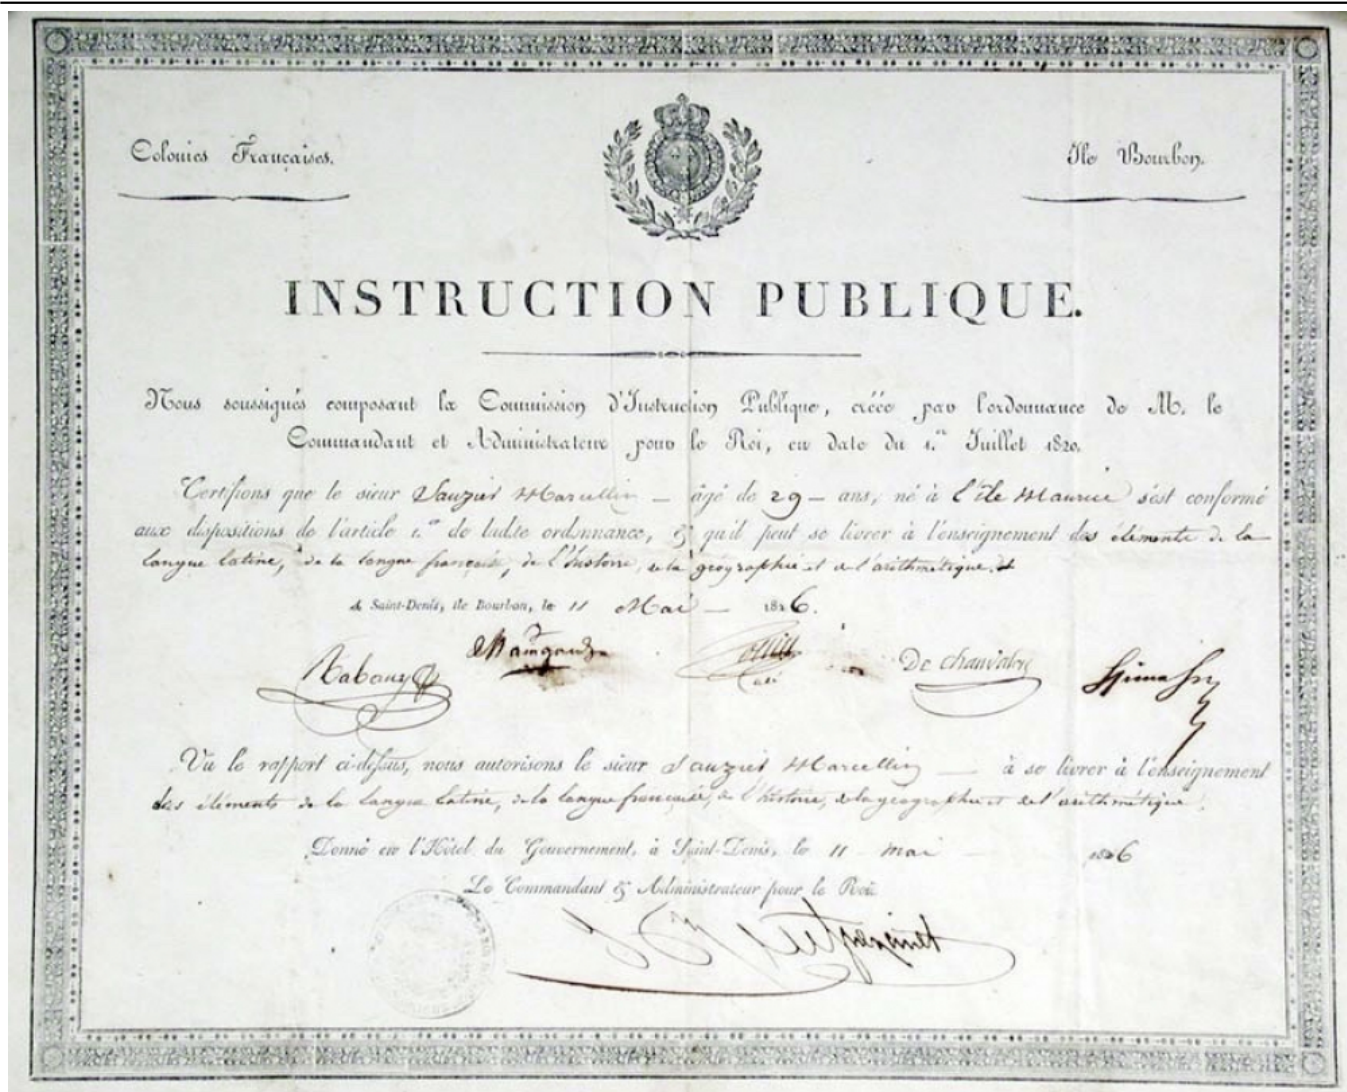 Colonies Françaises.
Ile Bourbon.
INSTRUCTION PUBLIQUE.
Nous soussignés composant la Commission d'Instruction Publique, créée par l'ordonnance de M. le
Commandant et Administrateur pour le Roi, en date du 1.er Juillet 1820.
Certifions que le sieur Sauzier Marcellin — âgé de 29 — ans, né à l'île Maurice s'est conformé
aux dispositions de l'article 1.er de ladite ordonnance, & qu'il peut se livrer à l'enseignement des éléments de la
langue latine, de la langue française, de l'histoire, de la géographie et de l'arithmétique.
à Saint-Denis, île Bourbon, le 11 Mai — 1826.
Rabany
De Chanvalon
Vu le rapport ci-dessus, nous autorisons le sieur Sauzier Marcellin — à se livrer à l'enseignement
des éléments de la langue latine, de la langue française, de l'histoire, de la géographie et de l'arithmétique.
Donné en l'Hôtel du Gouvernement, à Saint-Denis, le 11 mai 1826
Le Commandant & Administrateur pour le Roi.
de freycinet